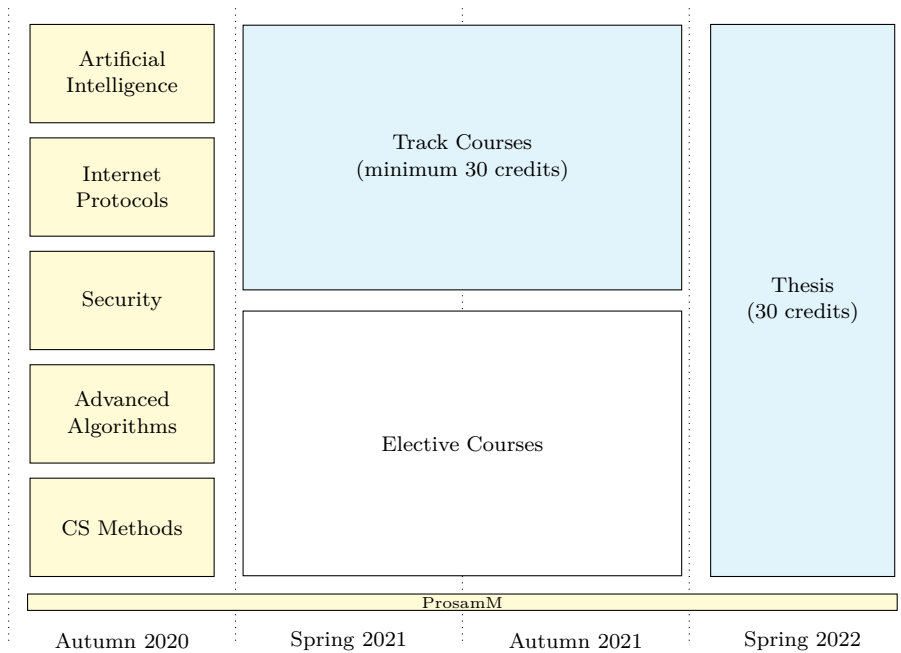 Artificial
Intelligence
Internet
Protocols
Security
Advanced
Algorithms
CS Methods
Track Courses
(minimum 30 credits)
Elective Courses
Thesis
(30 credits)
ProsamM
Autumn 2020
Spring 2021
Autumn 2021
Spring 2022